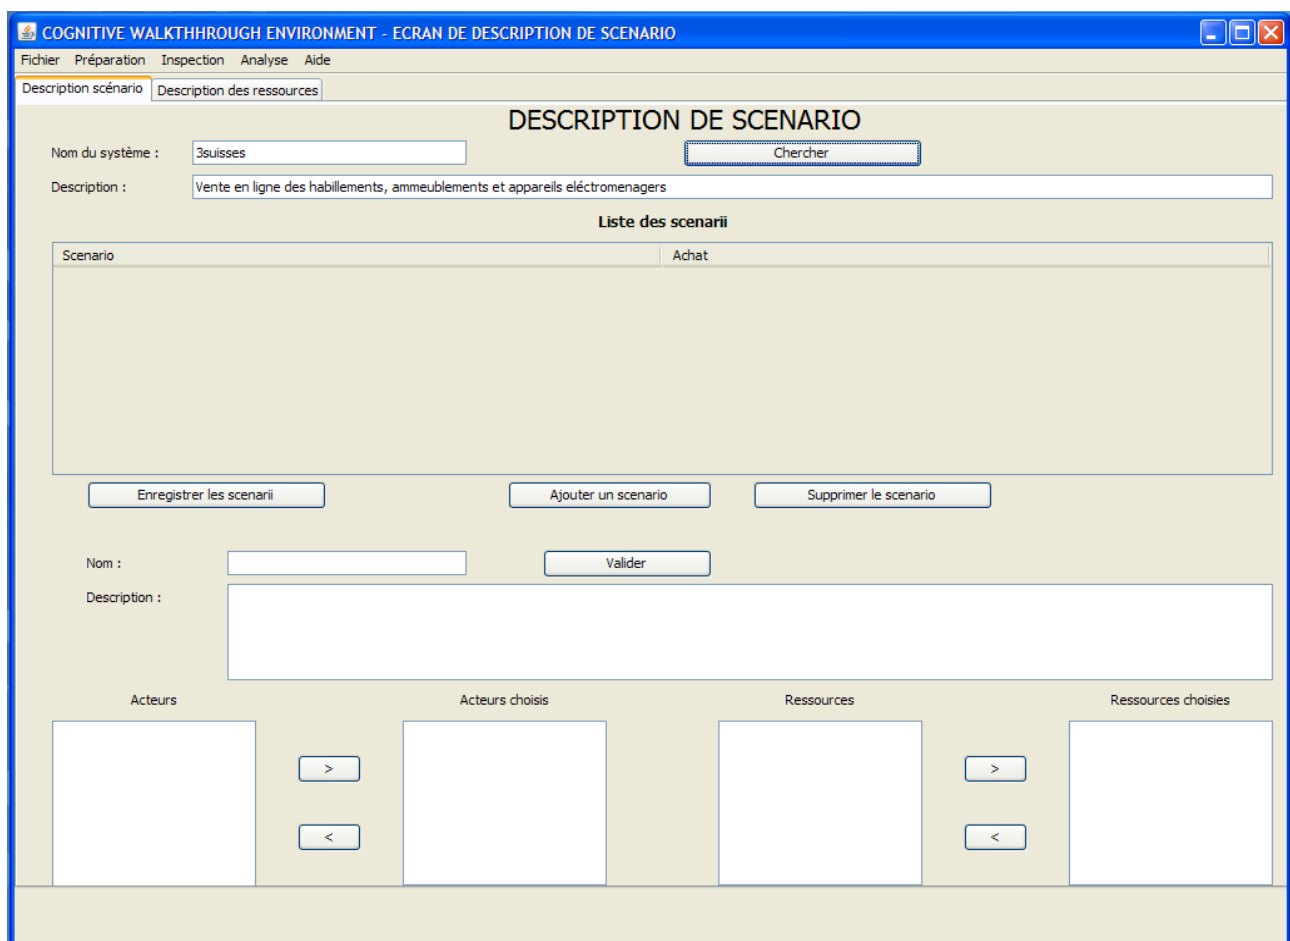 COGNITIVE WALKTHHROUGH ENVIRONMENT - ECRAN DE DESCRIPTION DE SCENARIO
Fichier Préparation Inspection Analyse Aide
Description scénario Description des ressources
DESCRIPTION DE SCENARIO
Nom du système : 3suisses Chercher
Description : Vente en ligne des habillements, ammeublements et appareils eléctromenagers
Liste des scenarii
Scenario Achat
Enregistrer les scenarii Ajouter un scenario Supprimer le scenario
Nom : Valider
Description :
Acteurs Acteurs choisis Ressources Ressources choisies
> >
< <